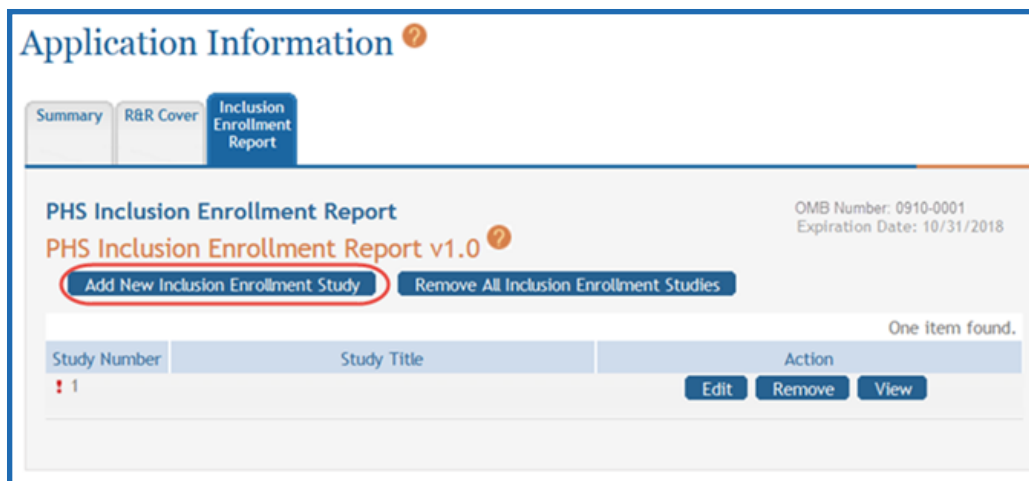 Application Information ?
Summary
R&R Cover
Inclusion
Enrollment
Report
PHS Inclusion Enrollment Report
OMB Number: 0910-0001
Expiration Date: 10/31/2018
PHS Inclusion Enrollment Report v1.0 ?
Add New Inclusion Enrollment Study
Remove All Inclusion Enrollment Studies
One item found.
Study Number Study Title Action
! 1 Edit Remove View